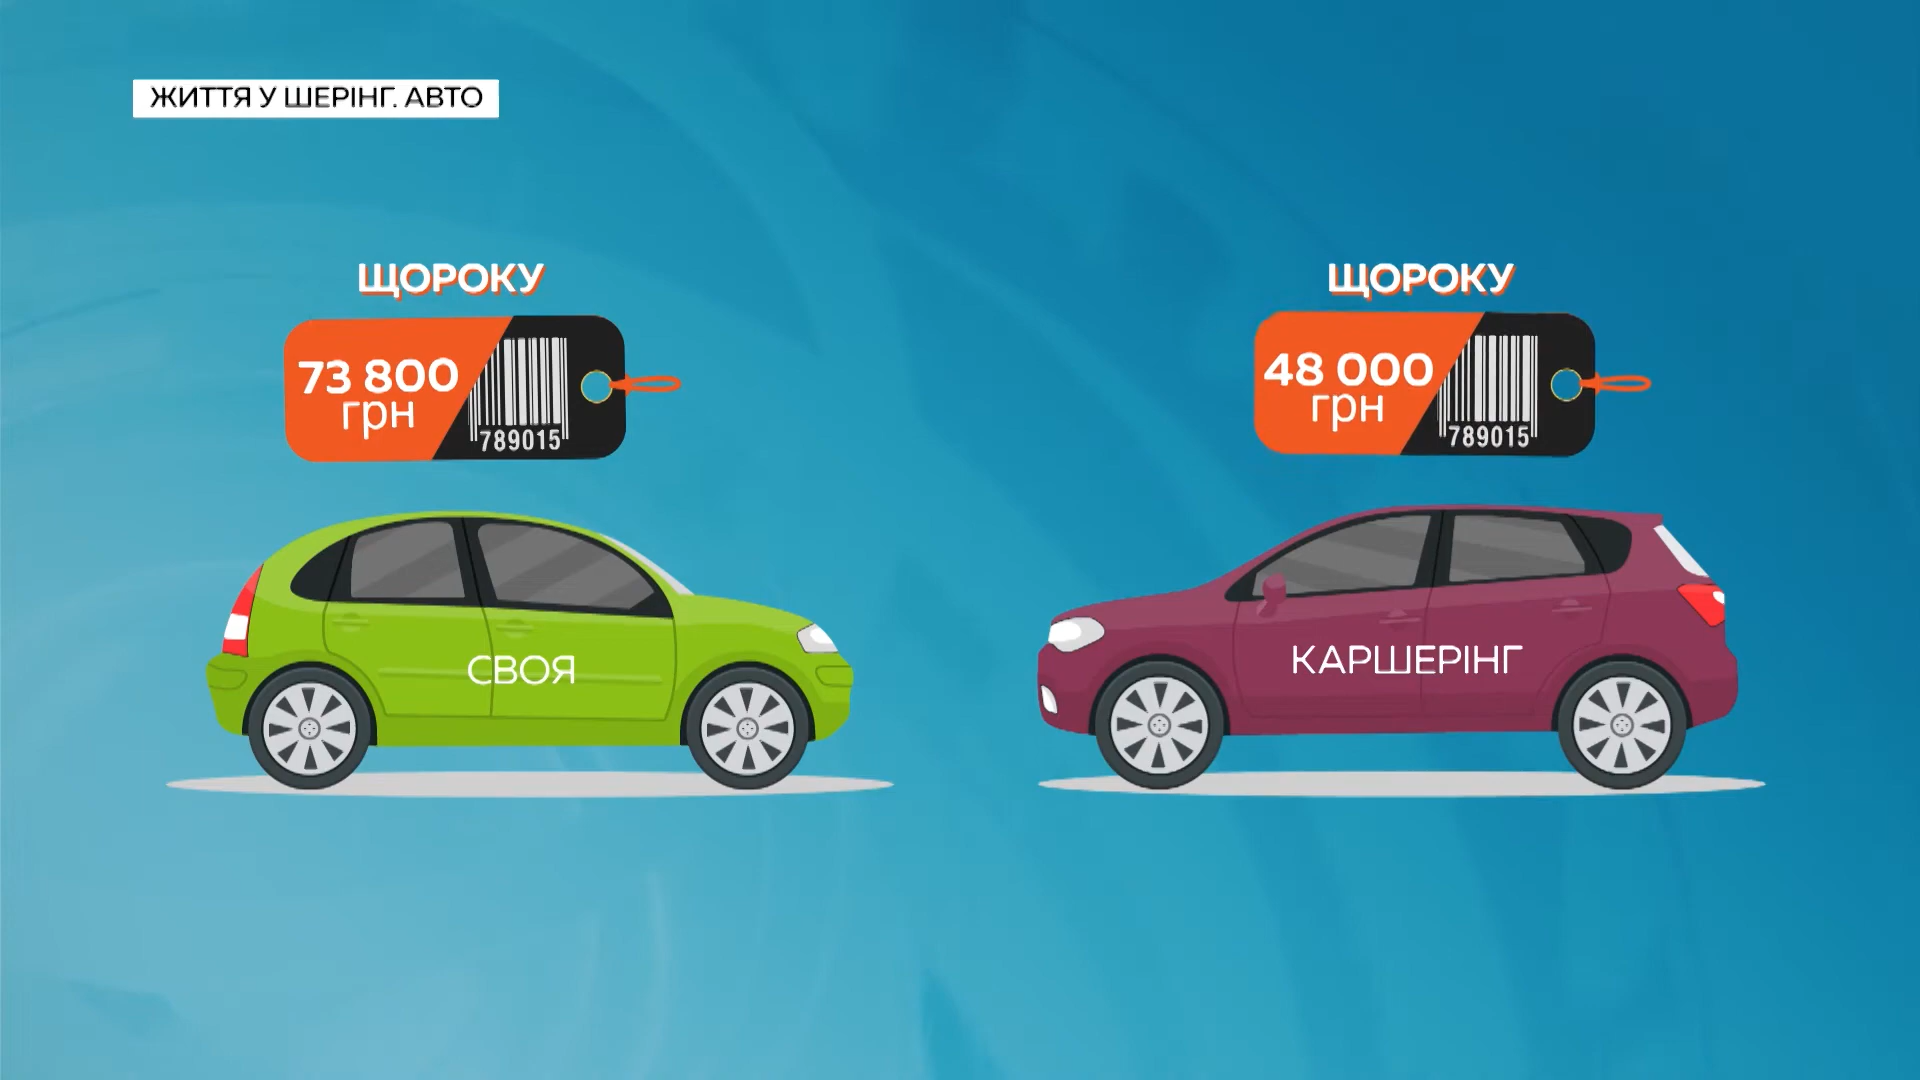 ЖИТТЯ У ШЕРІНГ. АВТО
ЩОРОКУ
73 800
грн
789015
СВОЯ
ЩОРОКУ
48 000
грн
789015
КАРШЕРІНГ